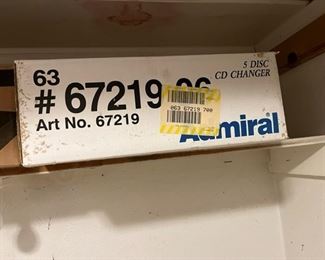 63
# 67219 06
Art No. 67219
5 DISC
CD CHANGER
063 67219 700
Admiral